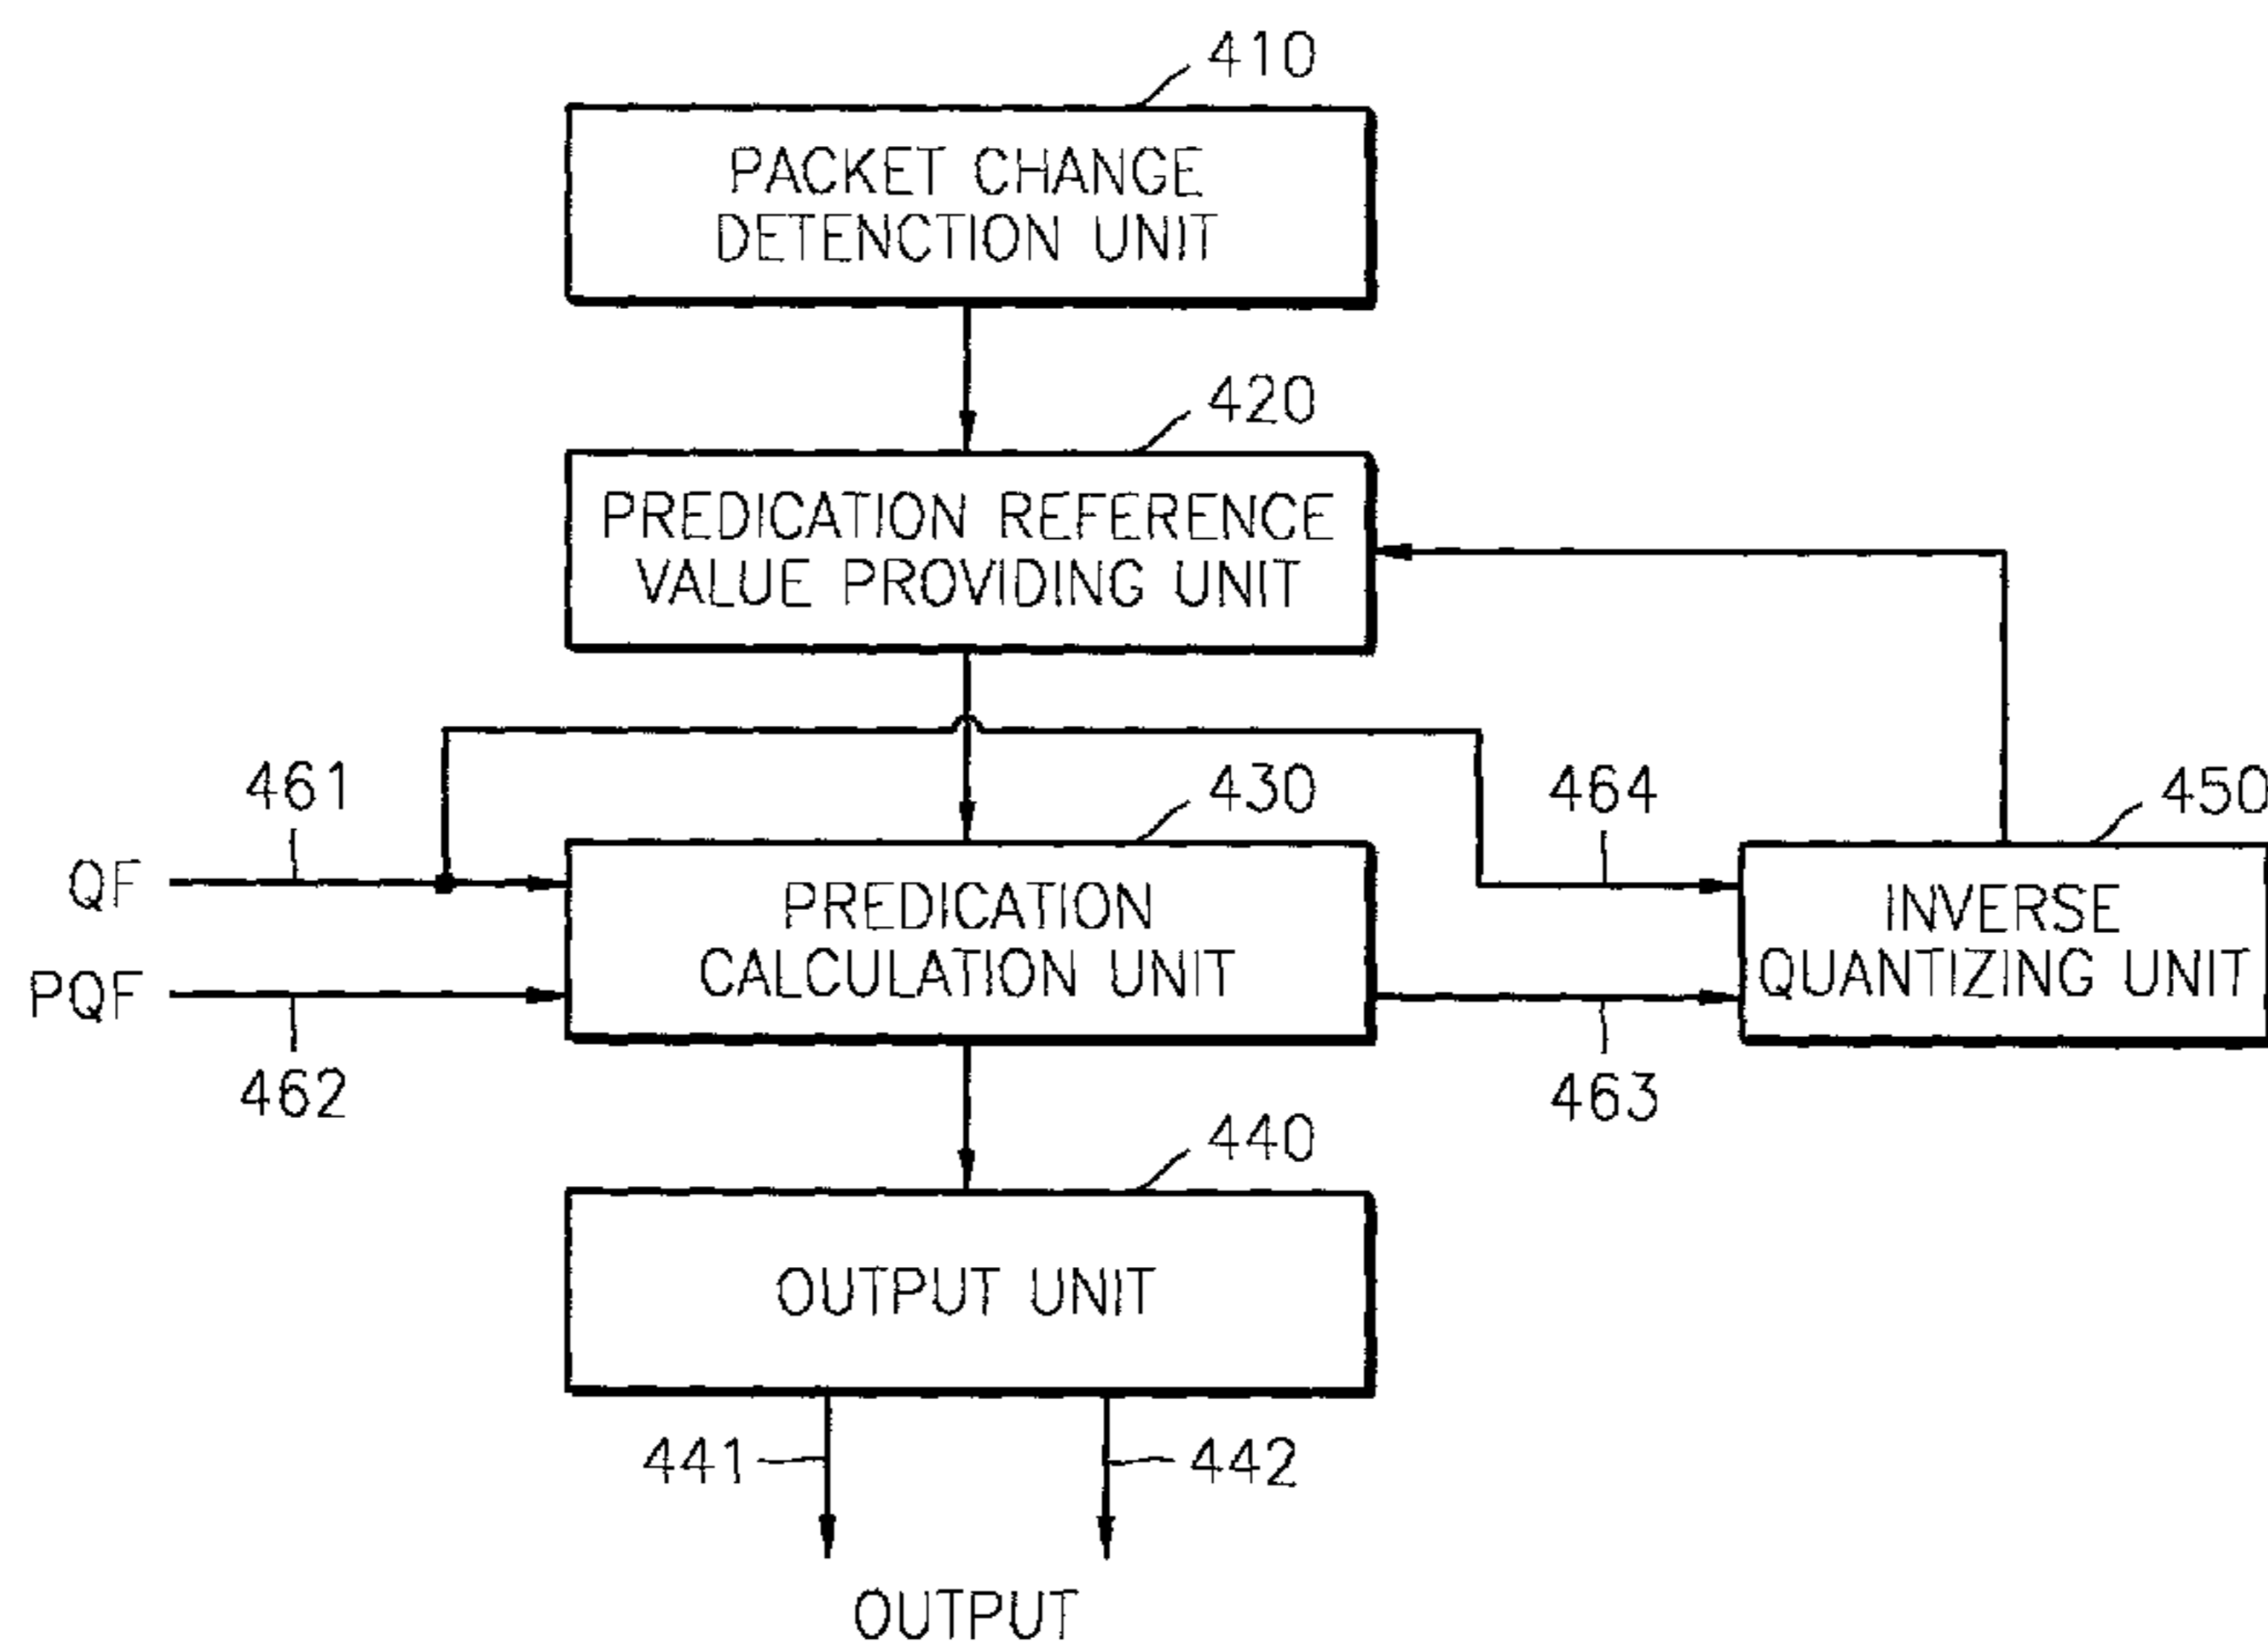 410
PACKET CHANGE
DETENCTION UNIT
420
PREDICATION REFERENCE
VALUE PROVIDING UNIT
461
430
464
450
QF
PREDICATION
CALCULATION UNIT
INVERSE
QUANTIZING UNIT
PQF
462
463
440
OUTPUT UNIT
441
442
OUTPUT